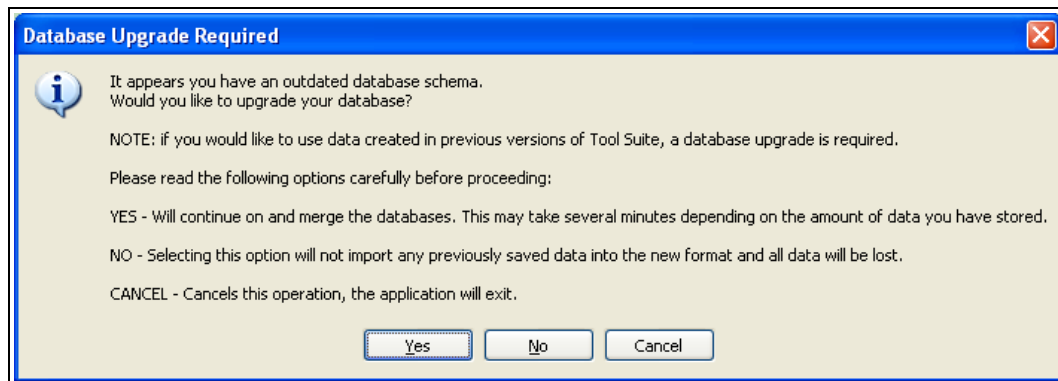 Database Upgrade Required
It appears you have an outdated database schema.
Would you like to upgrade your database?
NOTE: if you would like to use data created in previous versions of Tool Suite, a database upgrade is required.
Please read the following options carefully before proceeding:
YES - Will continue on and merge the databases. This may take several minutes depending on the amount of data you have stored.
NO - Selecting this option will not import any previously saved data into the new format and all data will be lost.
CANCEL - Cancels this operation, the application will exit.
Yes No Cancel